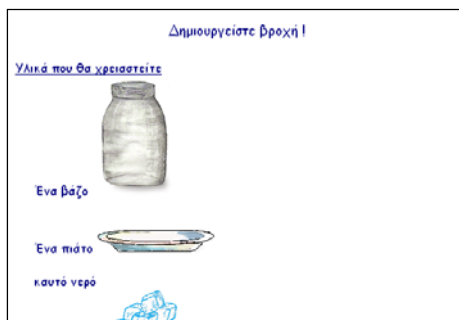 Δημιουργείστε βροχή !
Υλικά που θα χρειαστείτε
Ένα βάζο
Ένα πιάτο
καυτό νερό